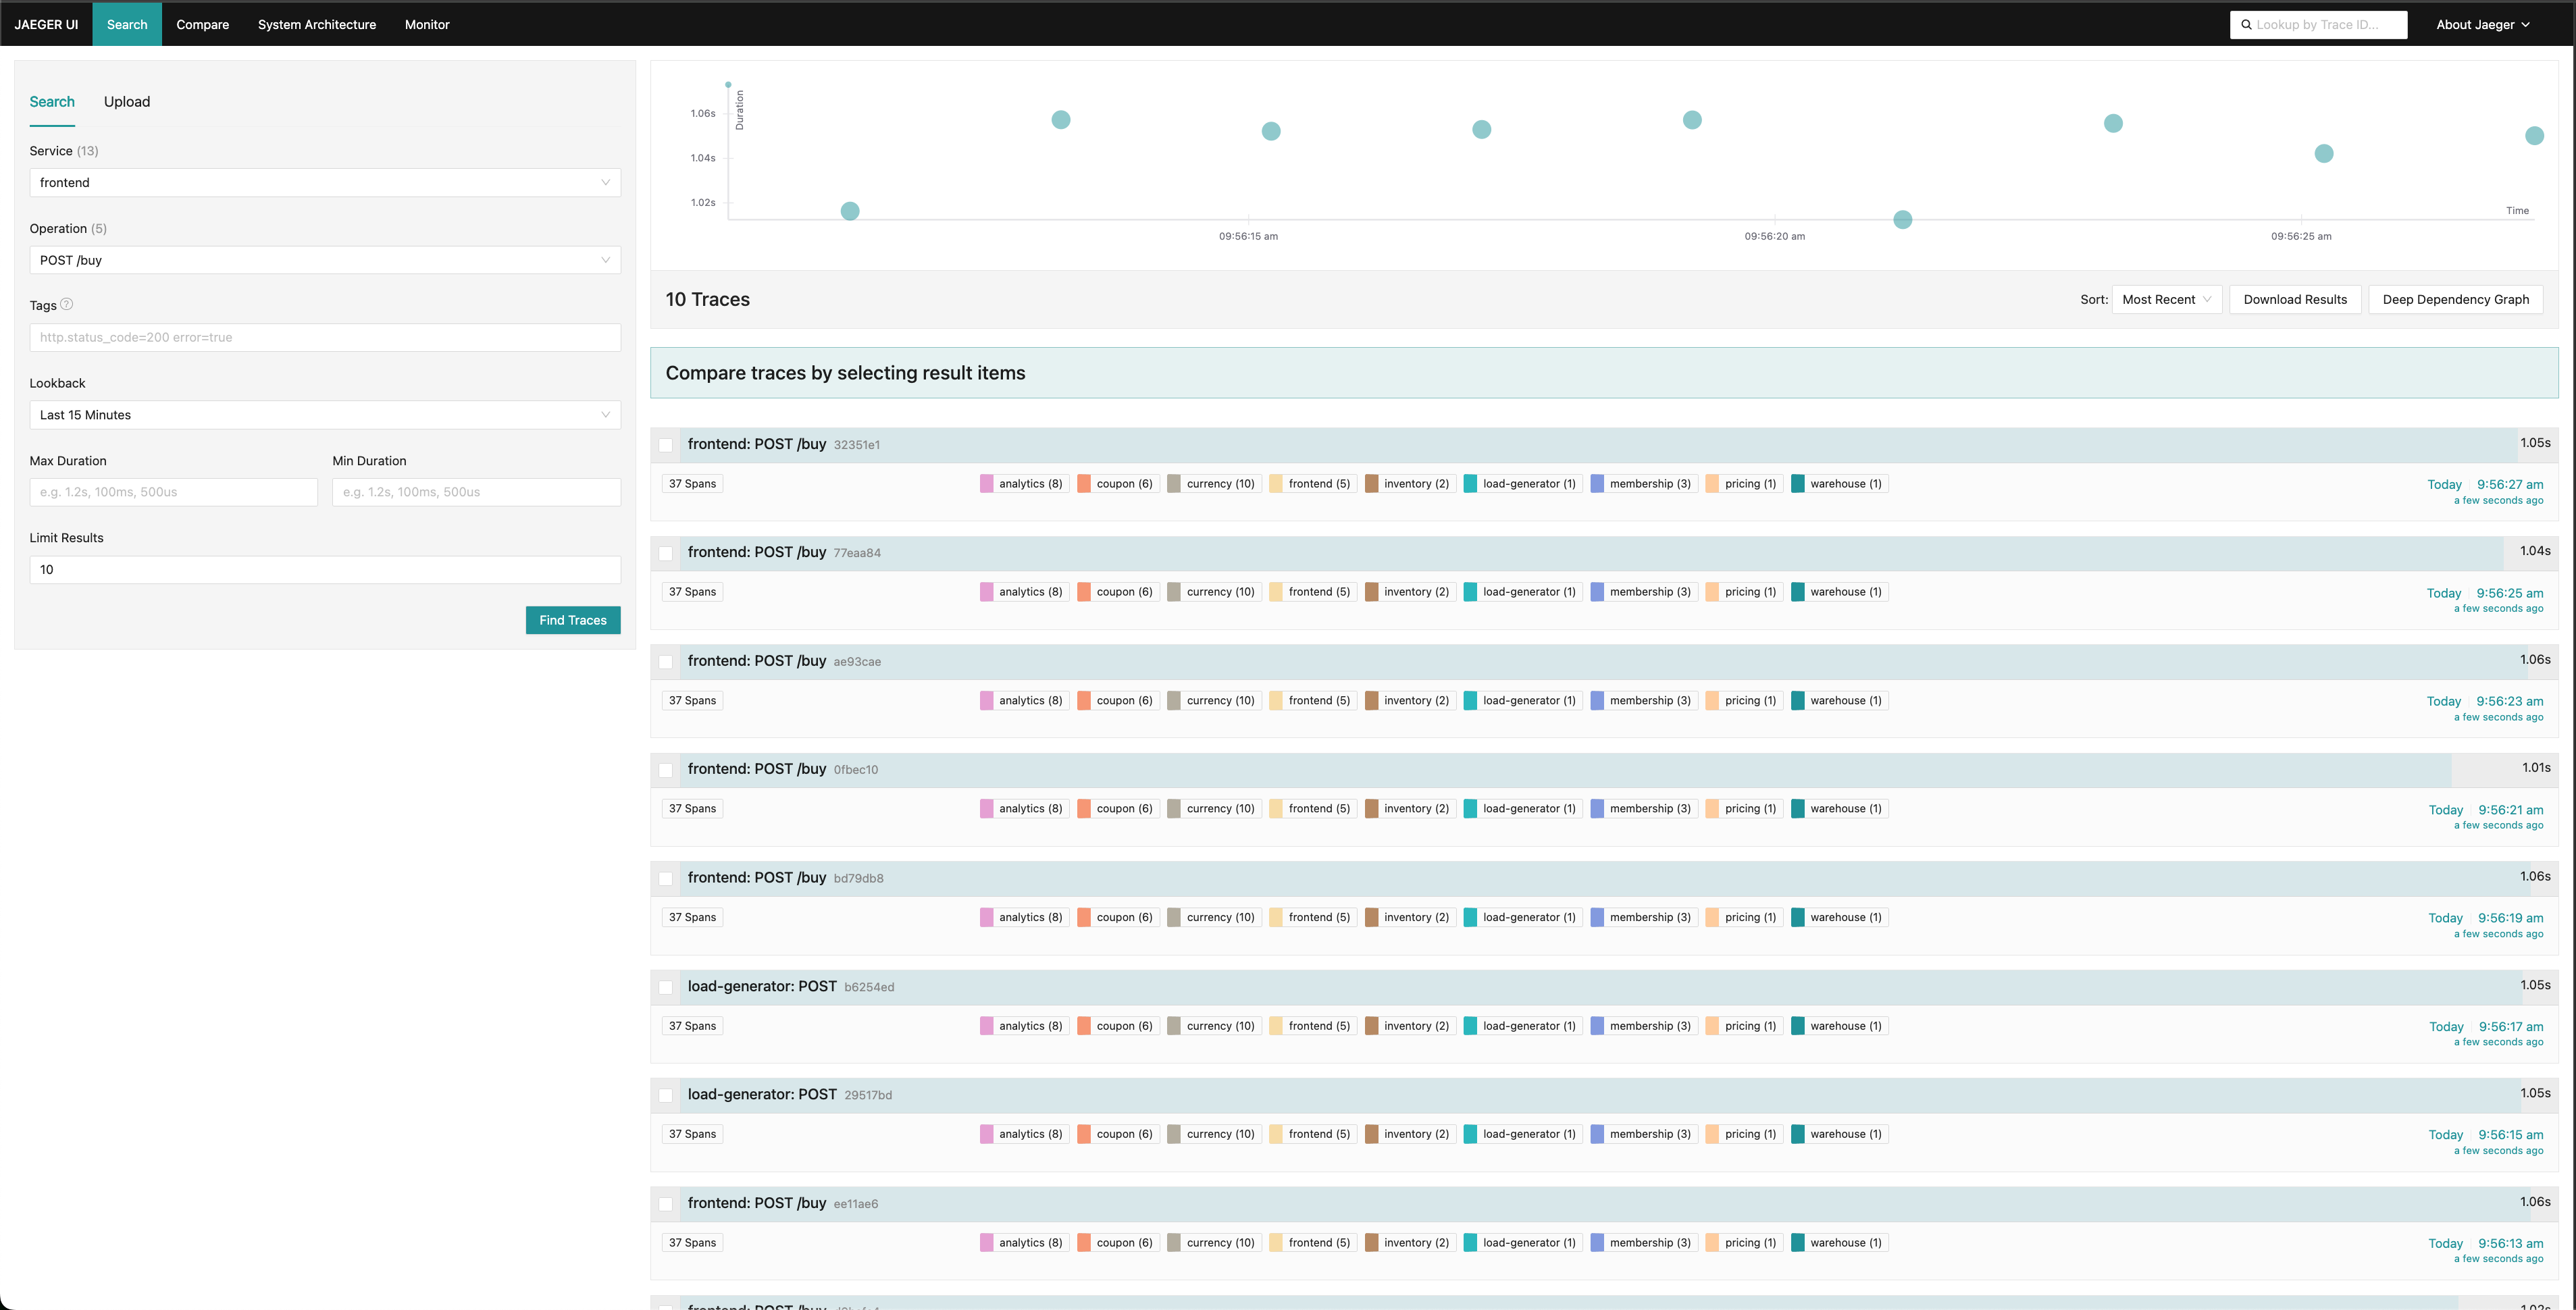 JAEGER UI Search Compare System Architecture Monitor Lookup by Trace ID... About Jaeger
Search Upload
Service (13)
frontend
Operation (5)
POST /buy
Tags ?
http.status_code=200 error=true
Lookback
Last 15 Minutes
Max Duration Min Duration
e.g. 1.2s, 100ms, 500us e.g. 1.2s, 100ms, 500us
Limit Results
10
Find Traces
Duration
1.06s
1.04s
1.02s
Time
09:56:15 am 09:56:20 am 09:56:25 am
10 Traces Sort: Most Recent Download Results Deep Dependency Graph
Compare traces by selecting result items
frontend: POST /buy 32351e1 1.05s
37 Spans analytics (8) coupon (6) currency (10) frontend (5) inventory (2) load-generator (1) membership (3) pricing (1) warehouse (1) Today 9:56:27 am
a few seconds ago
frontend: POST /buy 77eaa84 1.04s
37 Spans analytics (8) coupon (6) currency (10) frontend (5) inventory (2) load-generator (1) membership (3) pricing (1) warehouse (1) Today 9:56:25 am
a few seconds ago
frontend: POST /buy ae93cae 1.06s
37 Spans analytics (8) coupon (6) currency (10) frontend (5) inventory (2) load-generator (1) membership (3) pricing (1) warehouse (1) Today 9:56:23 am
a few seconds ago
frontend: POST /buy 0fbec10 1.01s
37 Spans analytics (8) coupon (6) currency (10) frontend (5) inventory (2) load-generator (1) membership (3) pricing (1) warehouse (1) Today 9:56:21 am
a few seconds ago
frontend: POST /buy bd79db8 1.06s
37 Spans analytics (8) coupon (6) currency (10) frontend (5) inventory (2) load-generator (1) membership (3) pricing (1) warehouse (1) Today 9:56:19 am
a few seconds ago
load-generator: POST b6254ed 1.05s
37 Spans analytics (8) coupon (6) currency (10) frontend (5) inventory (2) load-generator (1) membership (3) pricing (1) warehouse (1) Today 9:56:17 am
a few seconds ago
load-generator: POST 29517bd 1.05s
37 Spans analytics (8) coupon (6) currency (10) frontend (5) inventory (2) load-generator (1) membership (3) pricing (1) warehouse (1) Today 9:56:15 am
a few seconds ago
frontend: POST /buy ee11ae6 1.06s
37 Spans analytics (8) coupon (6) currency (10) frontend (5) inventory (2) load-generator (1) membership (3) pricing (1) warehouse (1) Today 9:56:13 am
a few seconds ago
frontend: POST /buy 1.02s